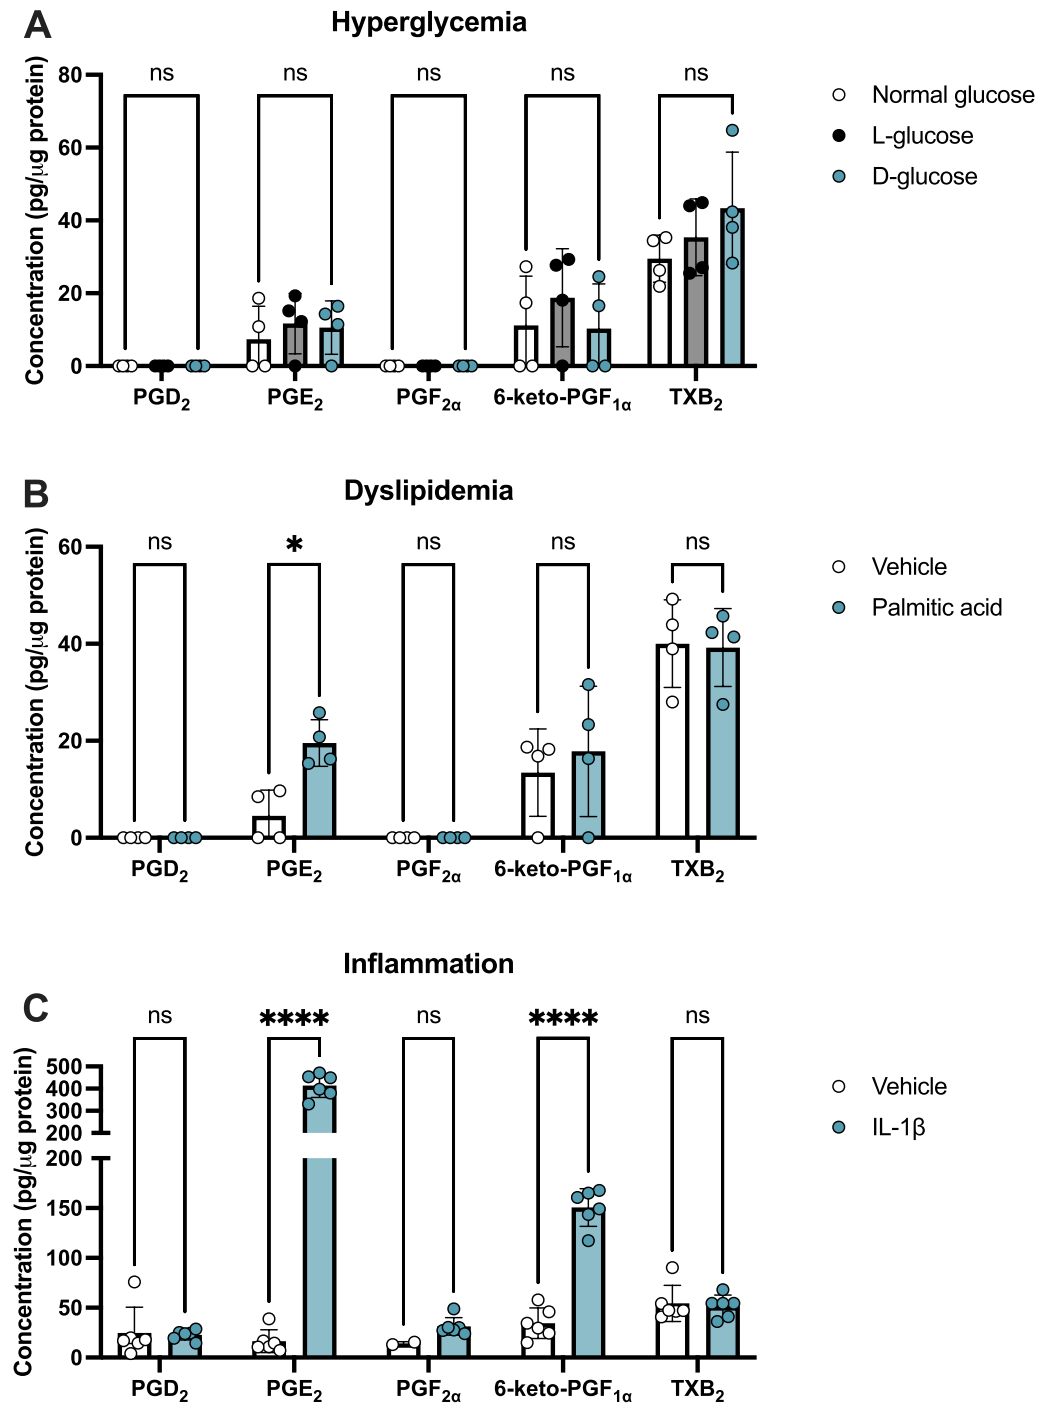 A
Hyperglycemia
Concentration (pg/μg protein)
80
60
40
20
0
ns ns ns ns ns
PGD₂ PGE₂ PGF₂α 6-keto-PGF₁α TXB₂
Normal glucose
L-glucose
D-glucose
B
Dyslipidemia
Concentration (pg/μg protein)
60
40
20
0
ns * ns ns ns
PGD₂ PGE₂ PGF₂α 6-keto-PGF₁α TXB₂
Vehicle
Palmitic acid
C
Inflammation
Concentration (pg/μg protein)
500
400
300
200
200
150
100
50
0
ns **** ns **** ns
PGD₂ PGE₂ PGF₂α 6-keto-PGF₁α TXB₂
Vehicle
IL-1β